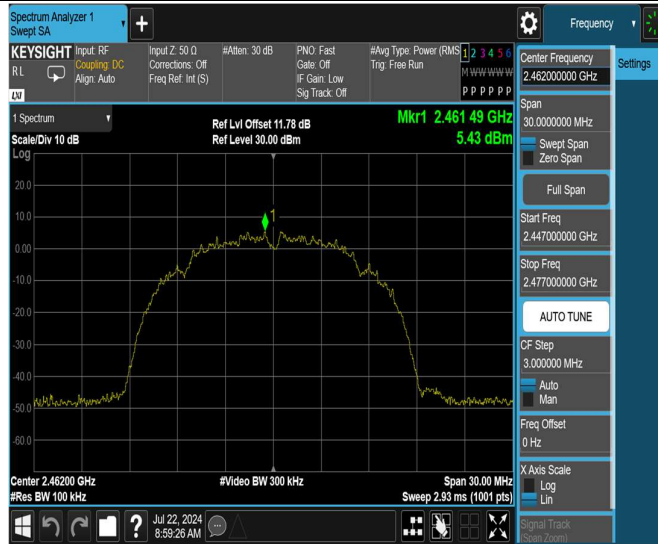 Spectrum Analyzer 1
Swept SA
+
Frequency
KEYSIGHT
RL
LXI
Input: RF
Coupling: DC
Align: Auto
Input Z: 50 Ω
Corrections: Off
Freq Ref: Int (S)
#Atten: 30 dB
PNO: Fast
Gate: Off
IF Gain: Low
Sig Track: Off
#Avg Type: Power (RMS
Trig: Free Run
1 2 3 4 5 6
M W W W W W
P P P P P P
1 Spectrum
Scale/Div 10 dB
Ref Lvl Offset 11.78 dB
Ref Level 30.00 dBm
Mkr1 2.461 49 GHz
5.43 dBm
Log
1
20.0
10.0
0.00
-10.0
-20.0
-30.0
-40.0
-50.0
-60.0
Center 2.46200 GHz
#Res BW 100 kHz
#Video BW 300 kHz
Span 30.00 MHz
Sweep 2.93 ms (1001 pts)
?
Jul 22, 2024
8:59:26 AM
Center Frequency
2.462000000 GHz
Settings
Span
30.0000000 MHz
Swept Span
Zero Span
Full Span
Start Freq
2.447000000 GHz
Stop Freq
2.477000000 GHz
AUTO TUNE
CF Step
3.000000 MHz
Auto
Man
Freq Offset
0 Hz
X Axis Scale
Log
Lin
Signal Track
(Span Zoom)